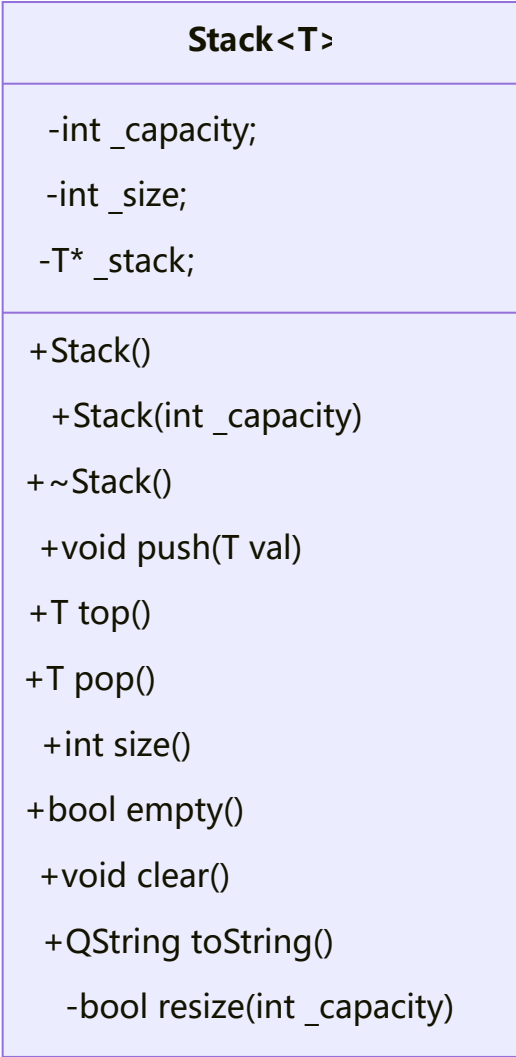 Stack<T>
-int _capacity;
-int _size;
-T* _stack;
+Stack()
+Stack(int _capacity)
+~Stack()
+void push(T val)
+T top()
+T pop()
+int size()
+bool empty()
+void clear()
+QString toString()
-bool resize(int _capacity)